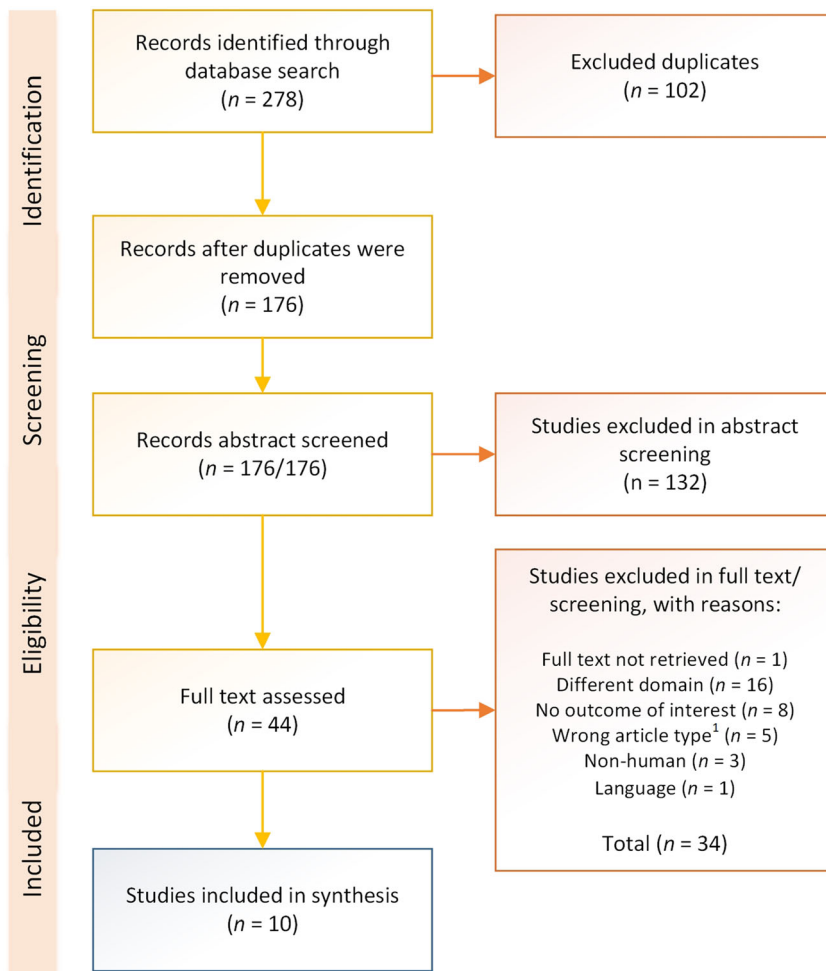 Identification
Records identified through
database search
(n = 278)
Excluded duplicates
(n = 102)
Records after duplicates were
removed
(n = 176)
Screening
Records abstract screened
(n = 176/176)
Studies excluded in abstract
screening
(n = 132)
Eligibility
Full text assessed
(n = 44)
Studies excluded in full text/
screening, with reasons:
Full text not retrieved (n = 1)
Different domain (n = 16)
No outcome of interest (n = 8)
Wrong article type¹ (n = 5)
Non-human (n = 3)
Language (n = 1)
Total (n = 34)
Included
Studies included in synthesis
(n = 10)